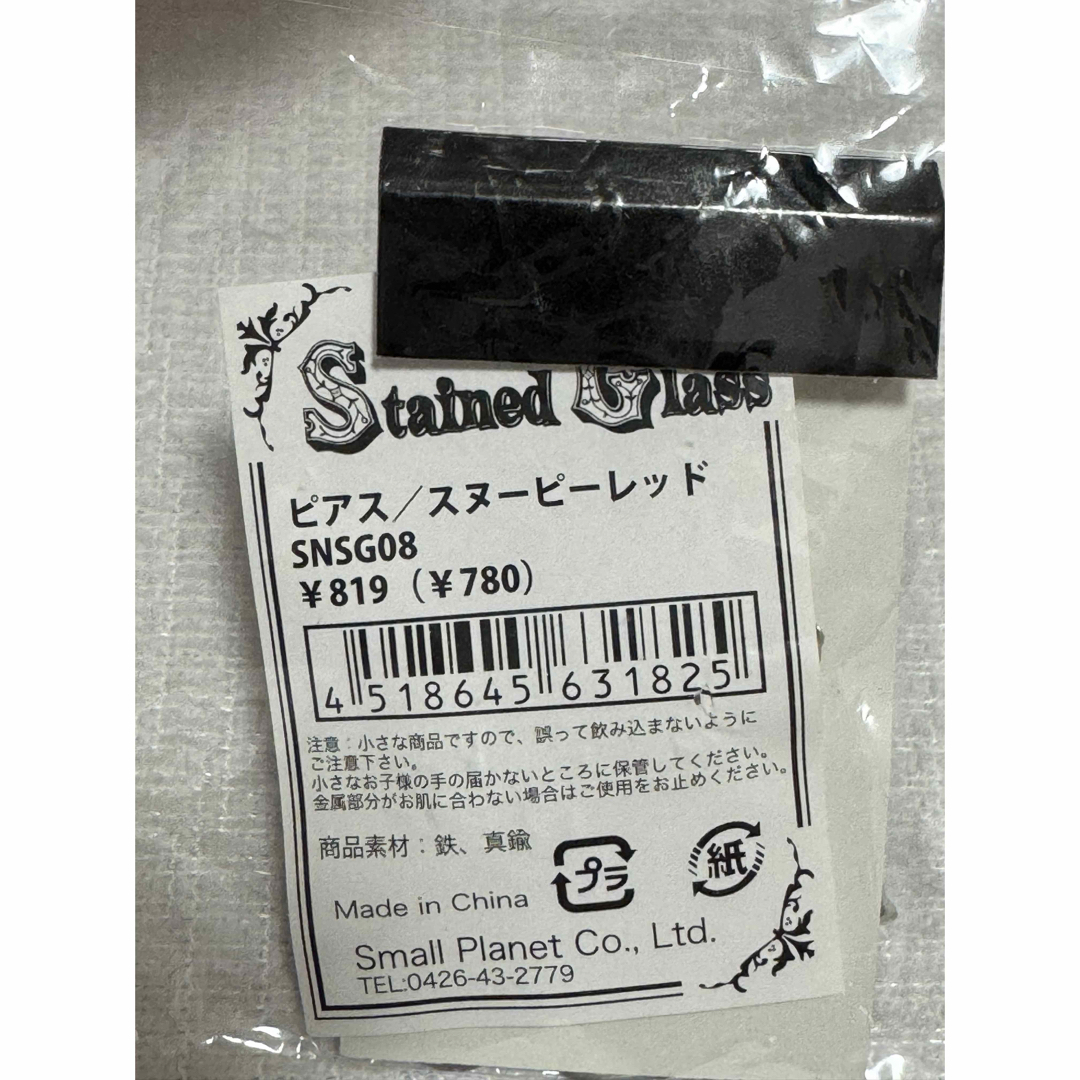 Stained Glass
ピアス／スヌーピーレッド
SNSG08
￥819（￥780）
4 518645 631825
注意：小さな商品ですので、誤って飲み込まないように
ご注意下さい。
小さなお子様の手の届かないところに保管してください。
金属部分がお肌に合わない場合はご使用をお止めください。
商品素材：鉄、真鍮
プラ
紙
Made in China
Small Planet Co., Ltd.
TEL:0426-43-2779